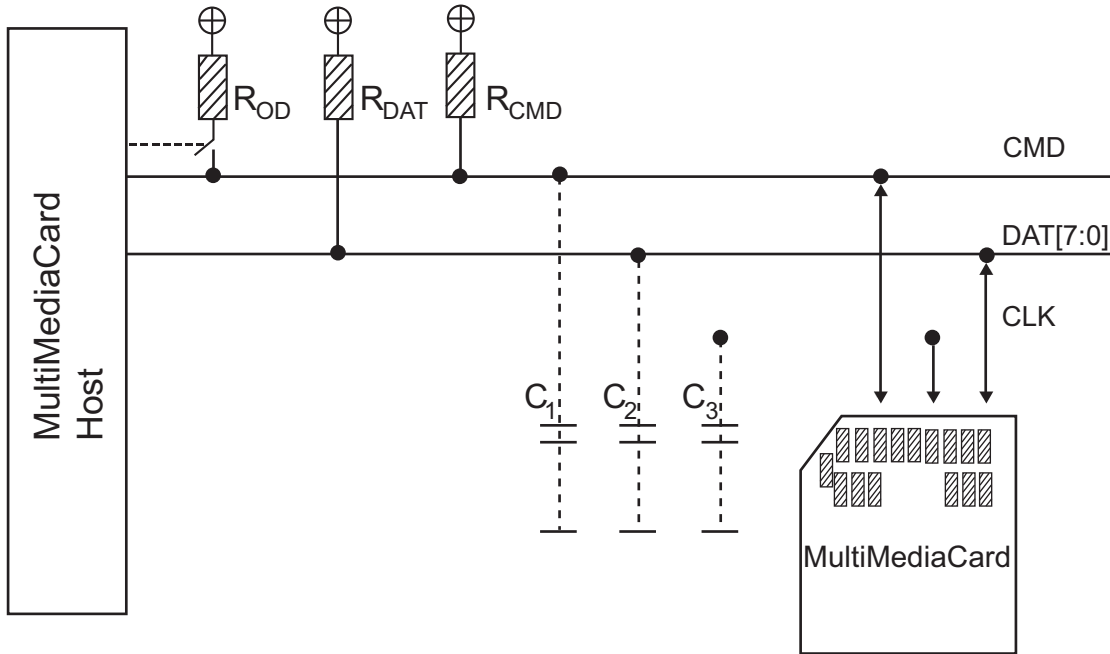 R_OD
R_DAT
R_CMD
CMD
DAT[7:0]
CLK
MultiMediaCard
Host
C_1
C_2
C_3
MultiMediaCard